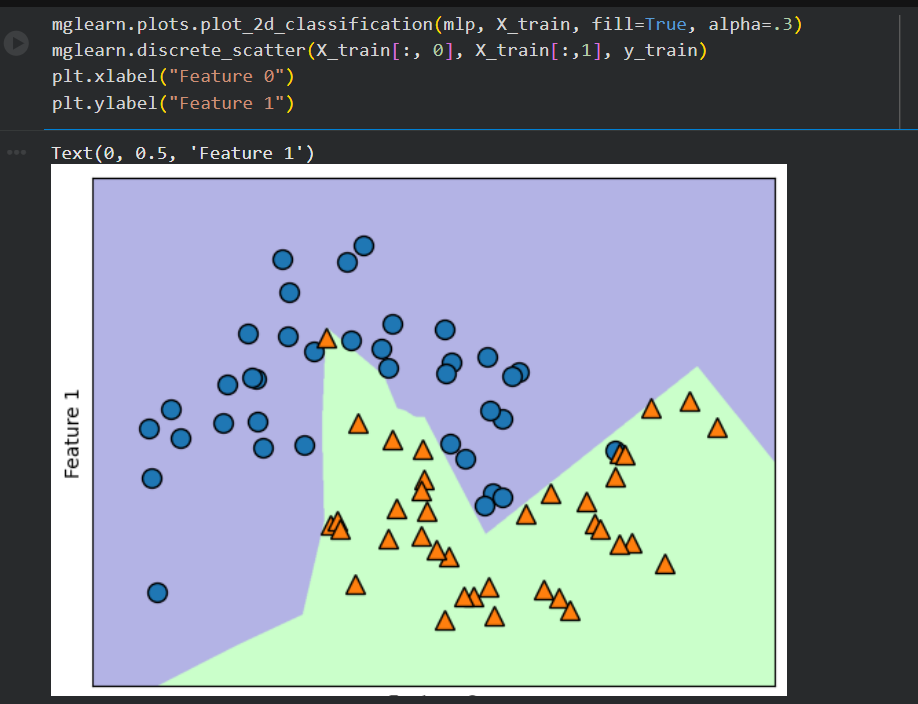 mglearn.plots.plot_2d_classification(mlp, X_train, fill=True, alpha=.3)
mglearn.discrete_scatter(X_train[:, 0], X_train[:,1], y_train)
plt.xlabel("Feature 0")
plt.ylabel("Feature 1")
Text(0, 0.5, 'Feature 1')
Feature 1